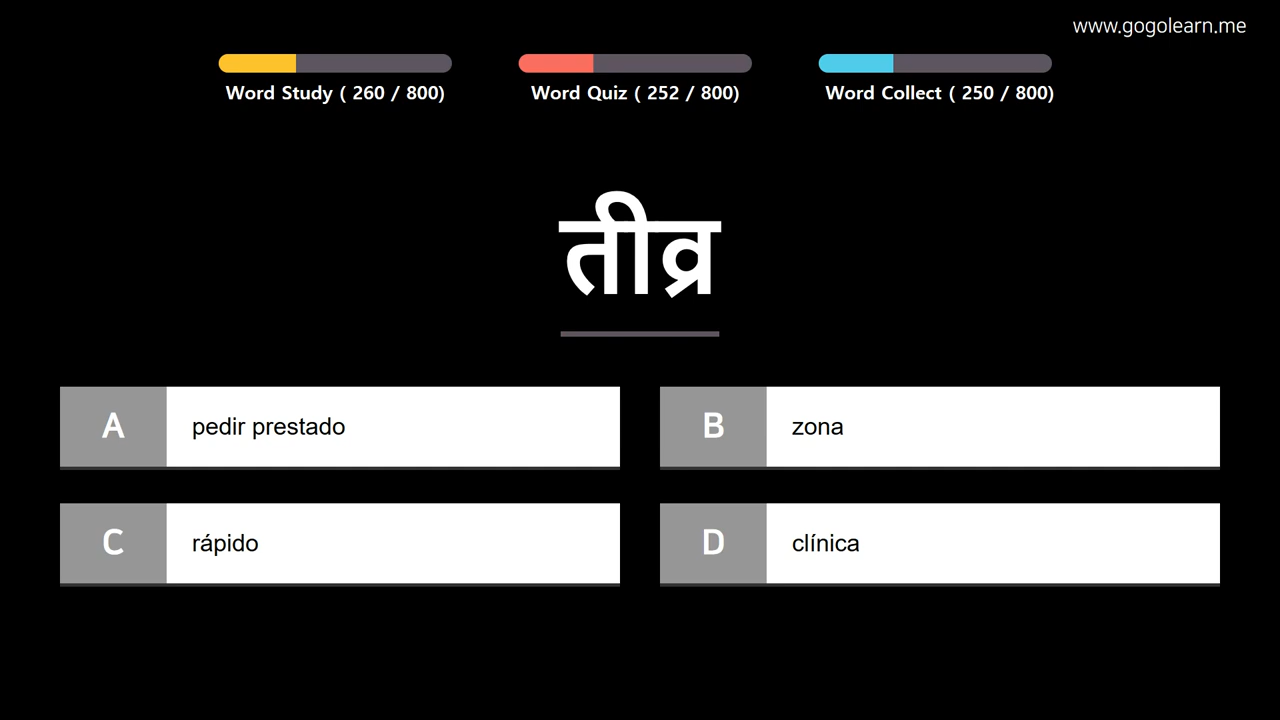 www.gogolearn.me
Word Study ( 260 / 800)
Word Quiz ( 252 / 800)
Word Collect ( 250 / 800)
तीव्र
A pedir prestado
B zona
C rápido
D clínica